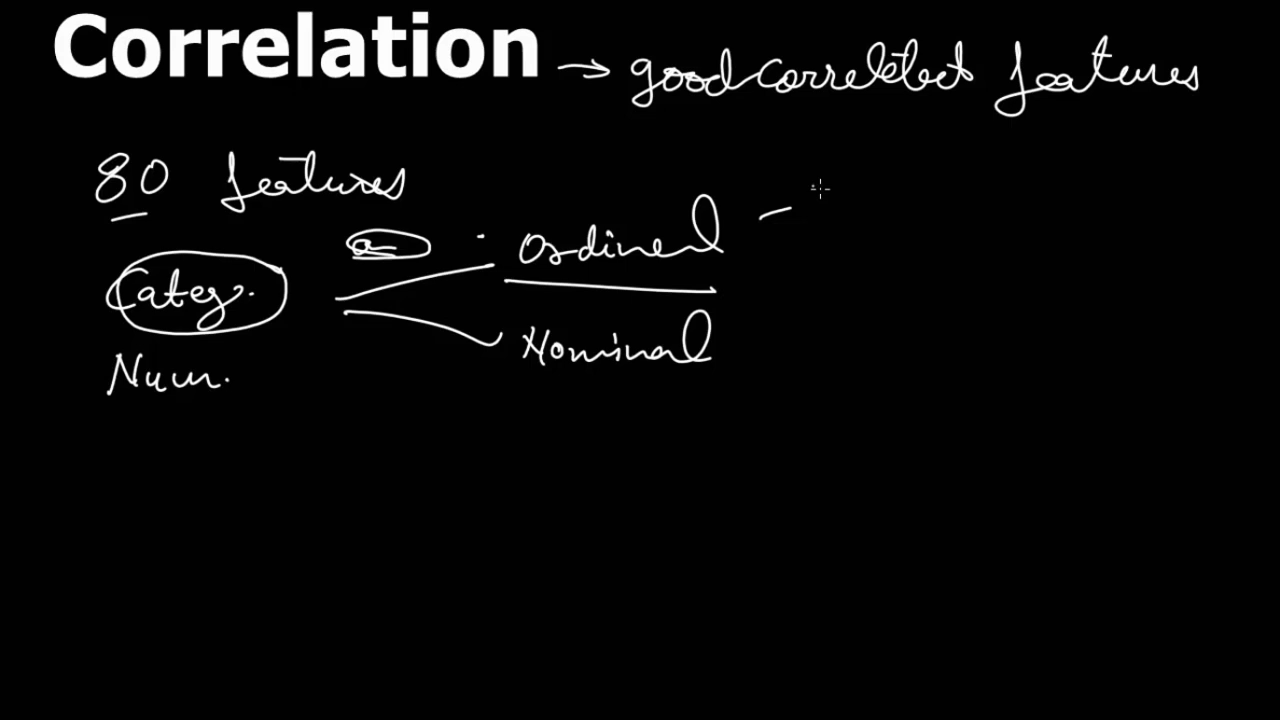 Correlation → good correlated features
80 features
Ordinal -
Categ.
Nominal
Num.